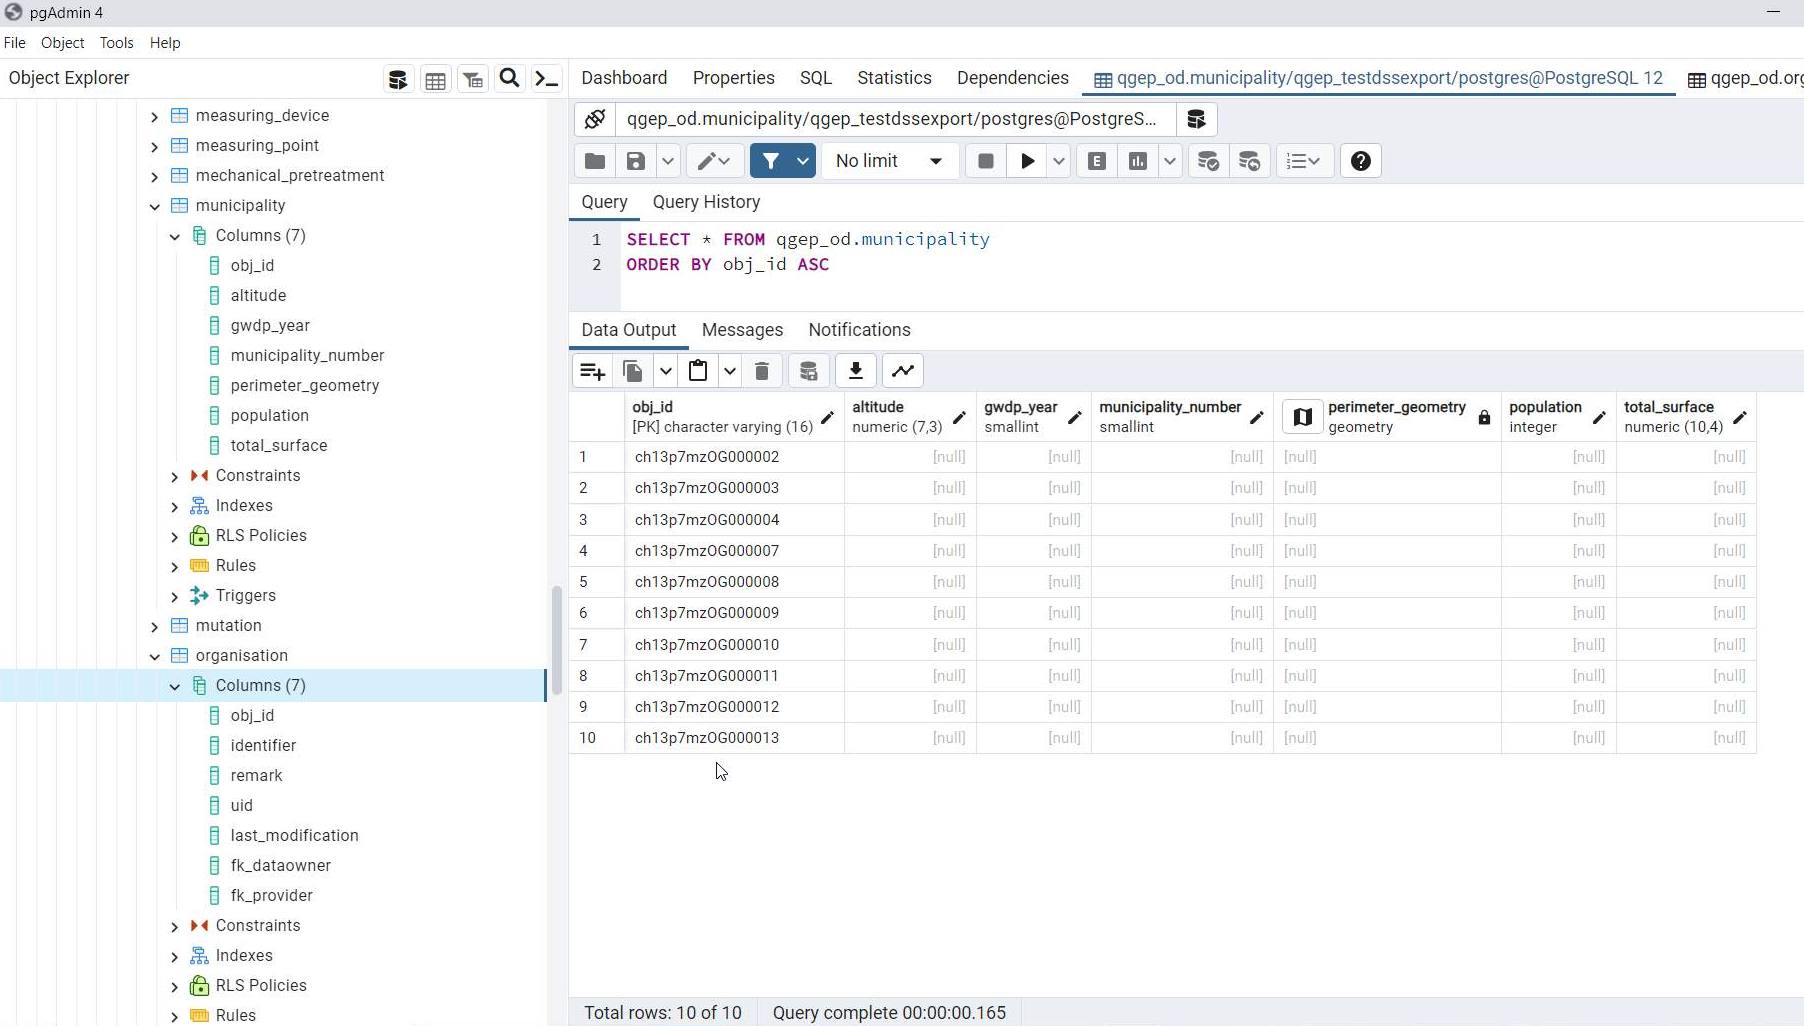 pgAdmin 4
File Object Tools Help
Object Explorer
measuring_device
measuring_point
mechanical_pretreatment
municipality
Columns (7)
obj_id
altitude
gwdp_year
municipality_number
perimeter_geometry
population
total_surface
Constraints
Indexes
RLS Policies
Rules
Triggers
mutation
organisation
Columns (7)
obj_id
identifier
remark
uid
last_modification
fk_dataowner
fk_provider
Constraints
Indexes
RLS Policies
Rules
Dashboard Properties SQL Statistics Dependencies qgep_od.municipality/qgep_testdssexport/postgres@PostgreSQL 12 qgep_od.org
qgep_od.municipality/qgep_testdssexport/postgres@PostgreS...
No limit E
Query Query History
1 SELECT * FROM qgep_od.municipality
2 ORDER BY obj_id ASC
Data Output Messages Notifications
obj_id altitude gwdp_year municipality_number perimeter_geometry population total_surface
[PK] character varying (16) numeric (7,3) smallint smallint geometry integer numeric (10,4)
1 ch13p7mzOG000002 [null] [null] [null] [null] [null] [null]
2 ch13p7mzOG000003 [null] [null] [null] [null] [null] [null]
3 ch13p7mzOG000004 [null] [null] [null] [null] [null] [null]
4 ch13p7mzOG000007 [null] [null] [null] [null] [null] [null]
5 ch13p7mzOG000008 [null] [null] [null] [null] [null] [null]
6 ch13p7mzOG000009 [null] [null] [null] [null] [null] [null]
7 ch13p7mzOG000010 [null] [null] [null] [null] [null] [null]
8 ch13p7mzOG000011 [null] [null] [null] [null] [null] [null]
9 ch13p7mzOG000012 [null] [null] [null] [null] [null] [null]
10 ch13p7mzOG000013 [null] [null] [null] [null] [null] [null]
Total rows: 10 of 10 Query complete 00:00:00.165